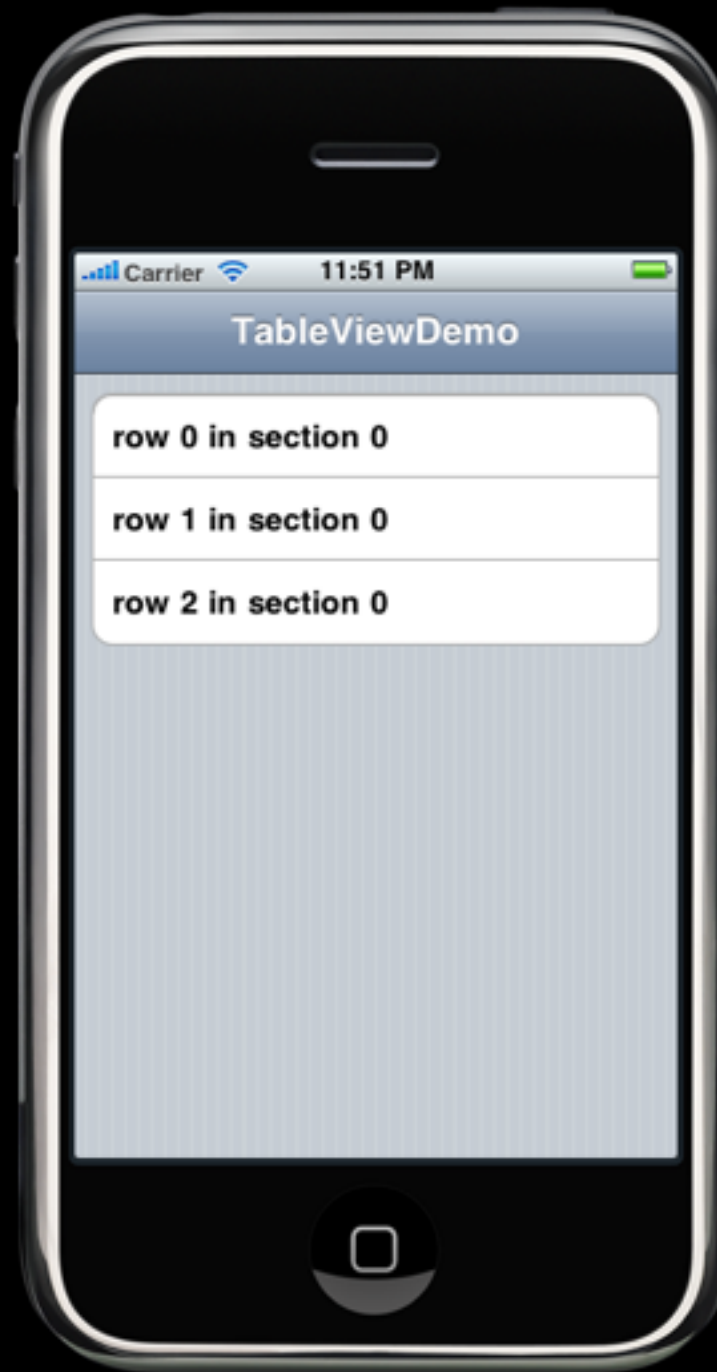 Carrier 11:51 PM
TableViewDemo
row 0 in section 0
row 1 in section 0
row 2 in section 0